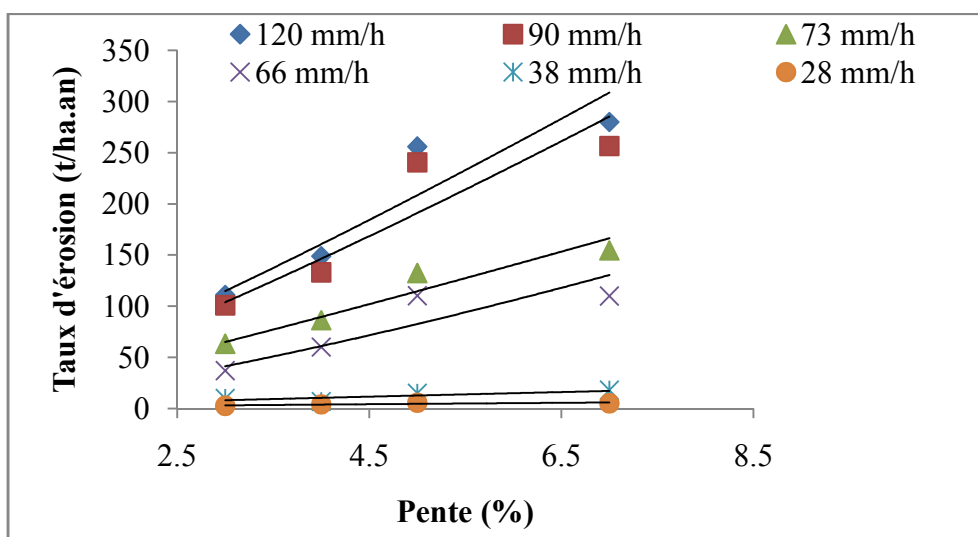 120 mm/h 90 mm/h 73 mm/h
66 mm/h 38 mm/h 28 mm/h
Taux d'érosion (t/ha.an)
350
300
250
200
150
100
50
0
2.5 4.5 6.5 8.5
Pente (%)